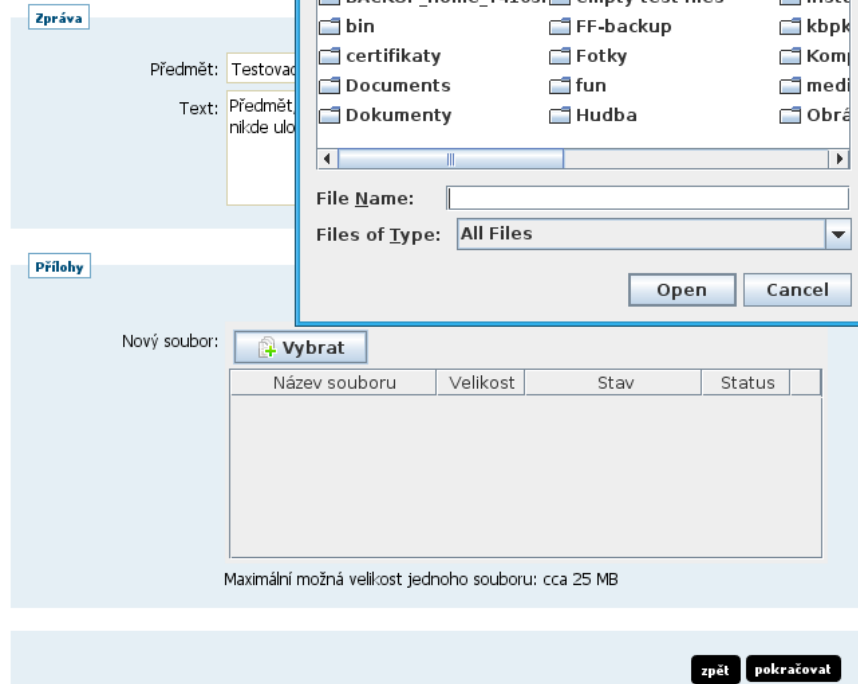 Zpráva
Předmět:
Text: Předmět,
nikde
bin FF-backup
certifikaty Fotky
Documents fun
Dokumenty Hudba
File Name:
Files of Type: All Files
Open Cancel
Přílohy
Nový soubor: Vybrat
Název souboru Velikost Stav Status
Maximální možná velikost jednoho souboru: cca 25 MB
zpět pokračovat